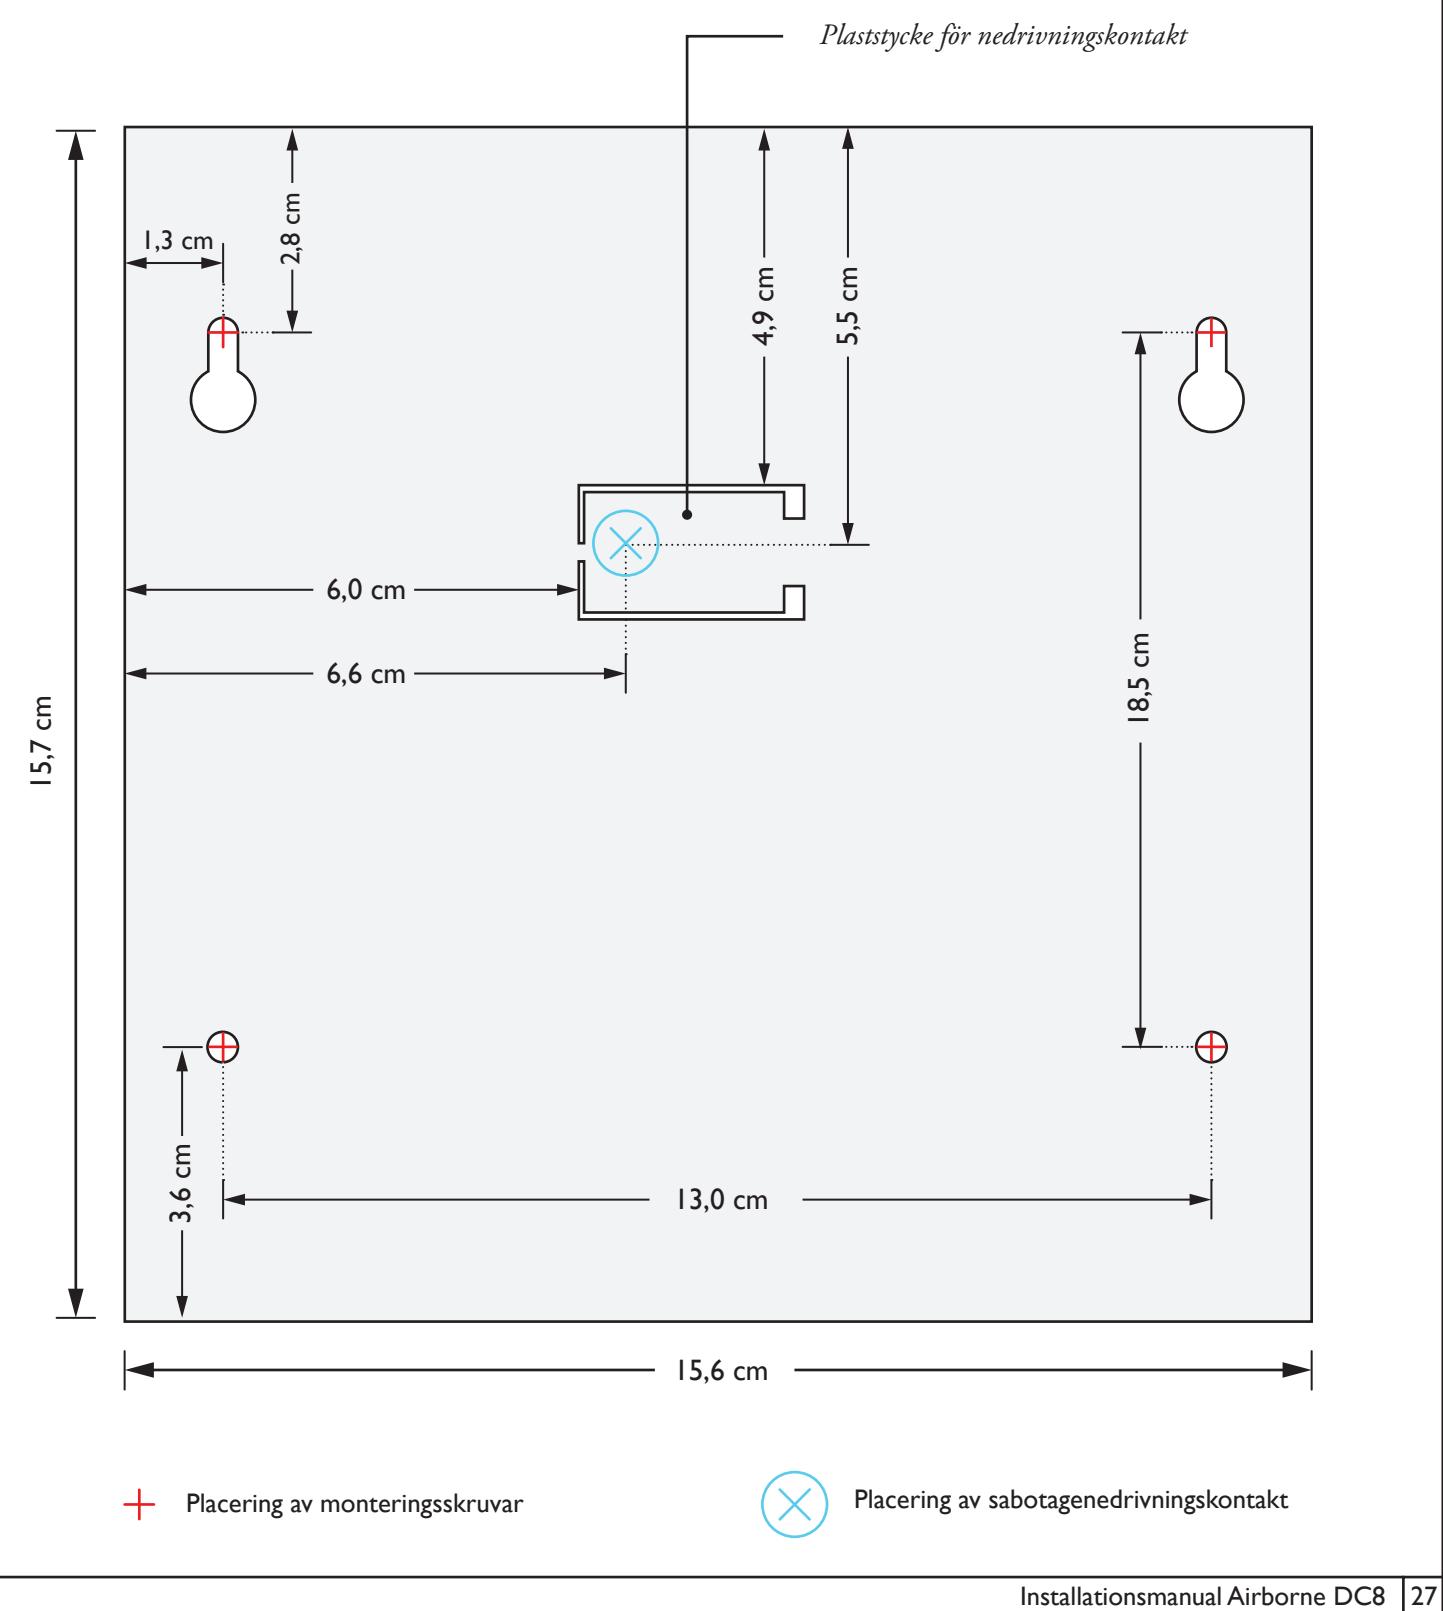 Plaststycke för nedrivningskontakt
1,3 cm
2,8 cm
4,9 cm
5,5 cm
6,0 cm
6,6 cm
18,5 cm
15,7 cm
3,6 cm
13,0 cm
15,6 cm
Placering av monteringsskruvar
Placering av sabotagenedrivningskontakt
Installationsmanual Airborne DC8 27